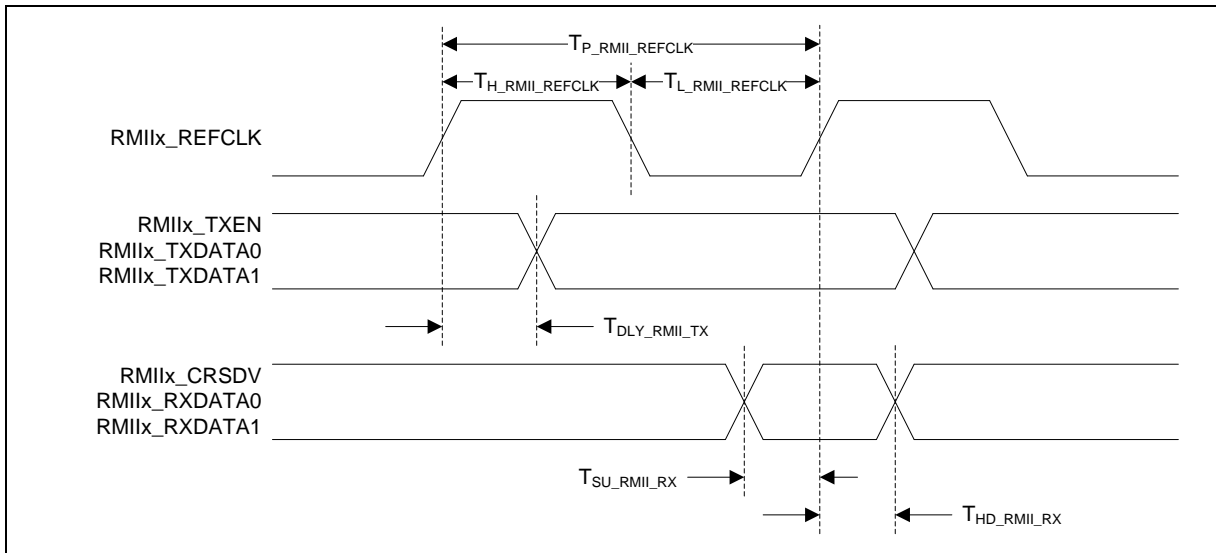 T_P_RMII_REFCLK
T_H_RMII_REFCLK T_L_RMII_REFCLK
RMIIx_REFCLK
RMIIx_TXEN
RMIIx_TXDATA0
RMIIx_TXDATA1
T_DLY_RMII_TX
RMIIx_CRSDV
RMIIx_RXDATA0
RMIIx_RXDATA1
T_SU_RMII_RX
T_HD_RMII_RX